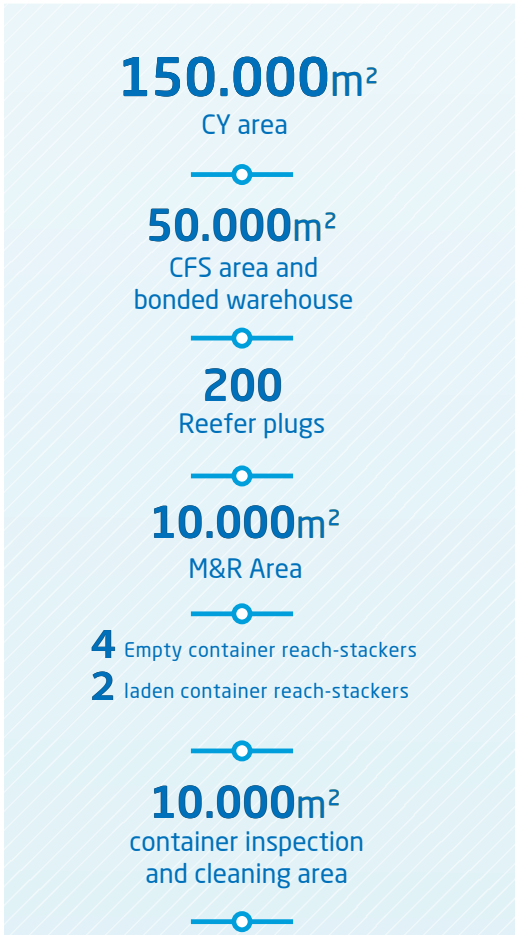 150.000m²
CY area
50.000m²
CFS area and
bonded warehouse
200
Reefer plugs
10.000m²
M&R Area
4 Empty container reach-stackers
2 laden container reach-stackers
10.000m²
container inspection
and cleaning area